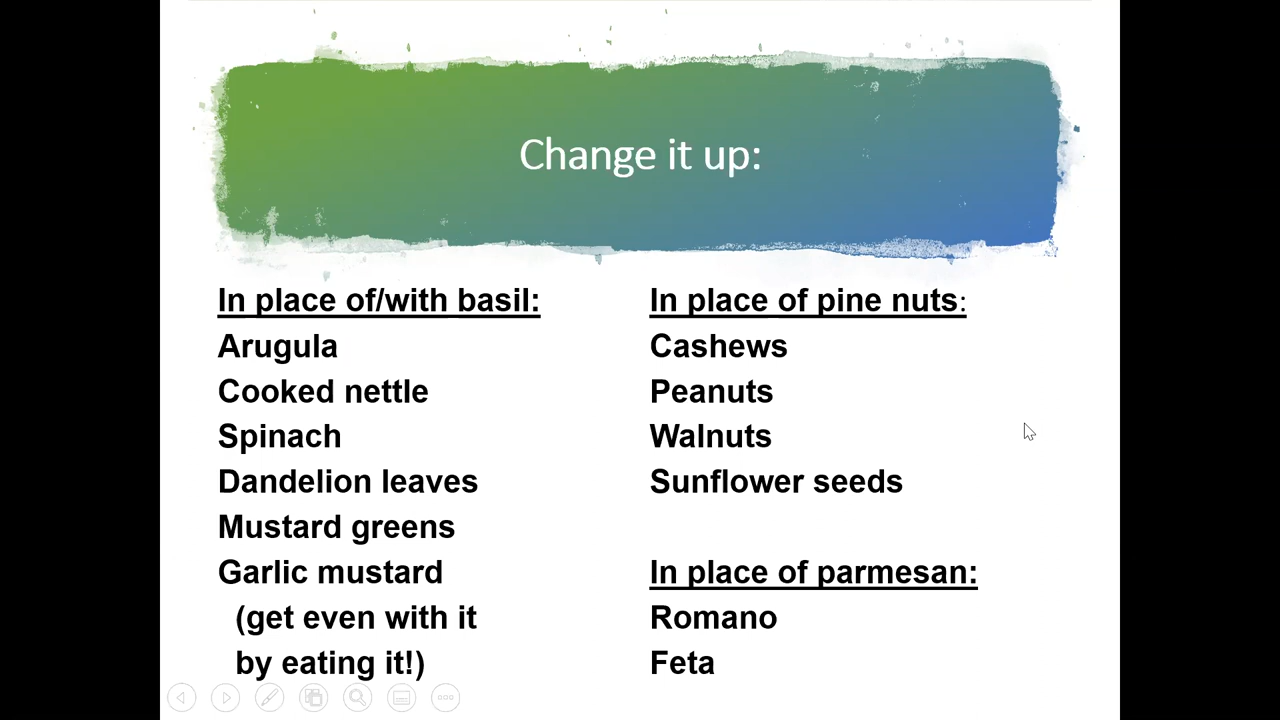 Change it up:
In place of/with basil:
Arugula
Cooked nettle
Spinach
Dandelion leaves
Mustard greens
Garlic mustard
(get even with it
by eating it!)
In place of pine nuts:
Cashews
Peanuts
Walnuts
Sunflower seeds
In place of parmesan:
Romano
Feta